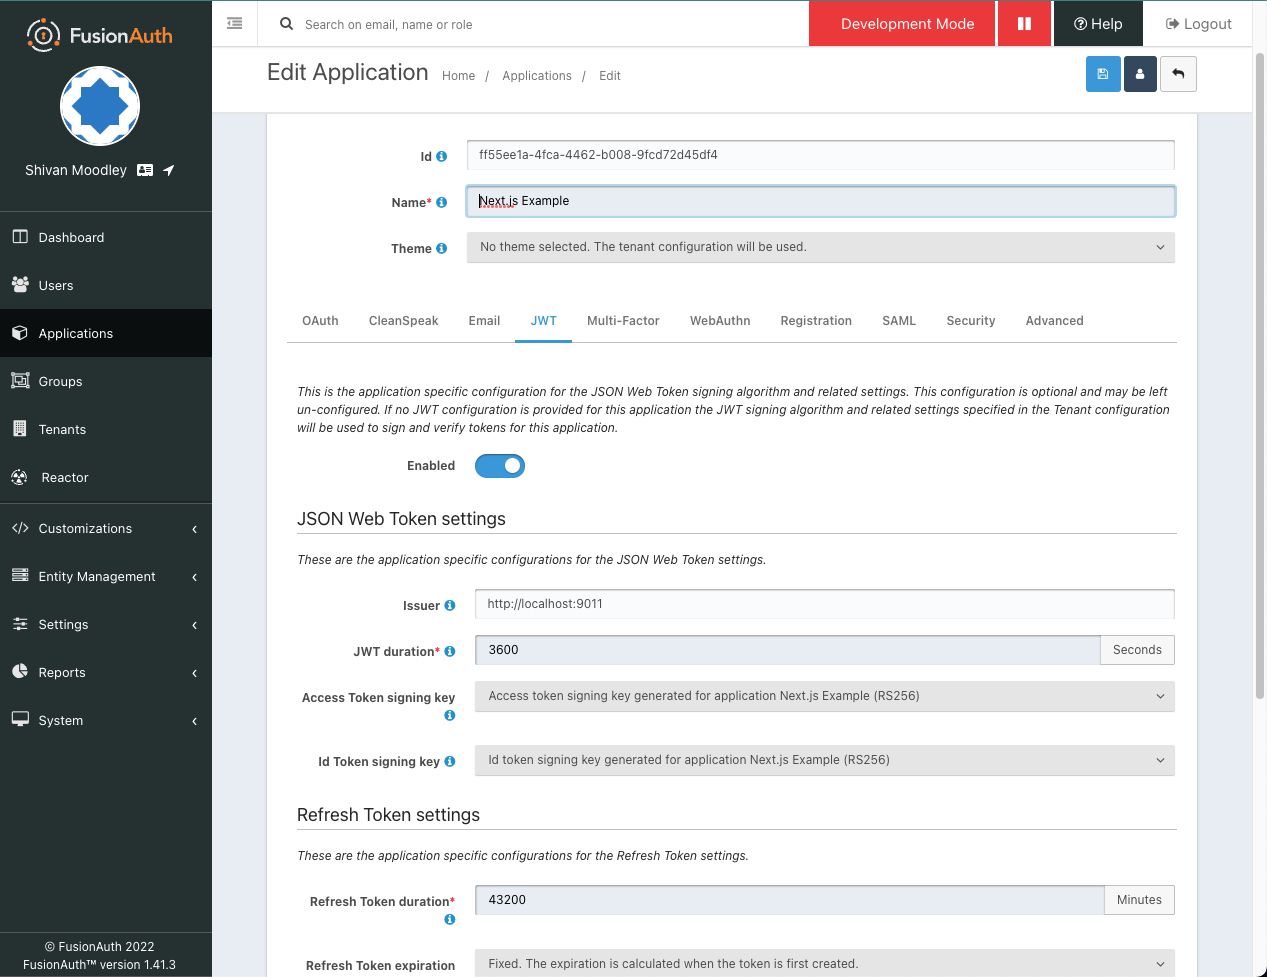 FusionAuth
Search on email, name or role
Development Mode
Help
Logout
Edit Application
Home / Applications / Edit
Shivan Moodley
Dashboard
Users
Applications
Groups
Tenants
Reactor
Customizations
Entity Management
Settings
Reports
System
© FusionAuth 2022
FusionAuth™ version 1.41.3
Id
ff55ee1a-4fca-4462-b008-9fcd72d45df4
Name*
Next.js Example
Theme
No theme selected. The tenant configuration will be used.
OAuth CleanSpeak Email JWT Multi-Factor WebAuthn Registration SAML Security Advanced
This is the application specific configuration for the JSON Web Token signing algorithm and related settings. This configuration is optional and may be left
un-configured. If no JWT configuration is provided for this application the JWT signing algorithm and related settings specified in the Tenant configuration
will be used to sign and verify tokens for this application.
Enabled
JSON Web Token settings
These are the application specific configurations for the JSON Web Token settings.
Issuer
http://localhost:9011
JWT duration*
3600
Seconds
Access Token signing key
Access token signing key generated for application Next.js Example (RS256)
Id Token signing key
Id token signing key generated for application Next.js Example (RS256)
Refresh Token settings
These are the application specific configurations for the Refresh Token settings.
Refresh Token duration*
43200
Minutes
Refresh Token expiration
Fixed. The expiration is calculated when the token is first created.